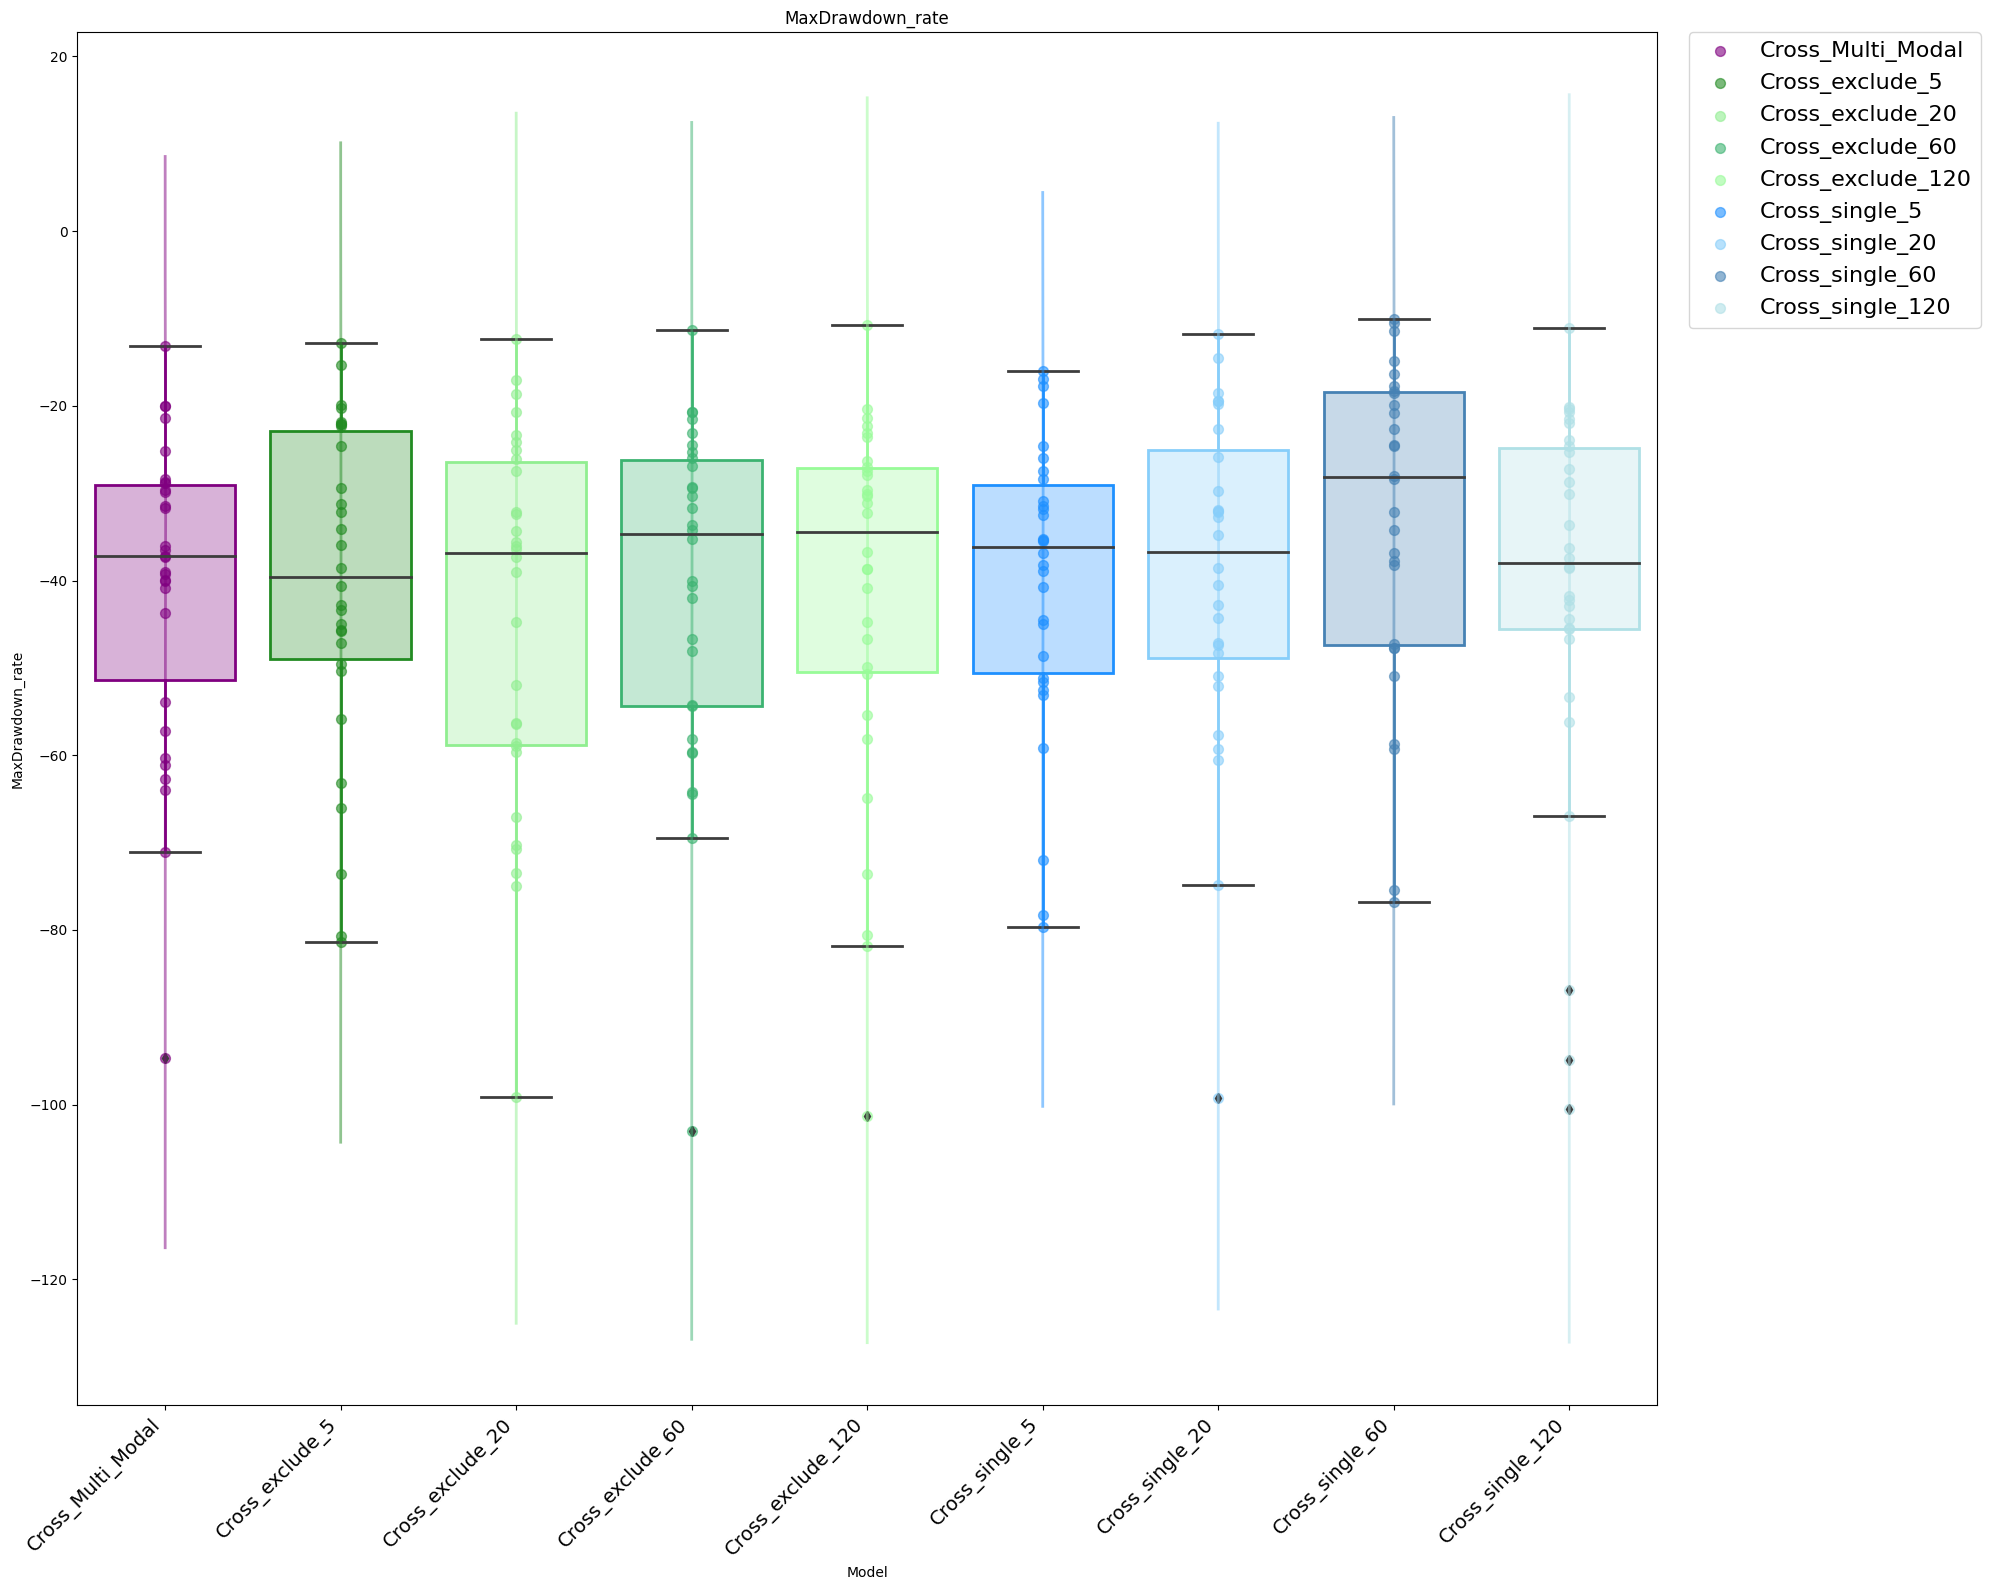 MaxDrawdown_rate
Cross_Multi_Modal
Cross_exclude_5
Cross_exclude_20
Cross_exclude_60
Cross_exclude_120
Cross_single_5
Cross_single_20
Cross_single_60
Cross_single_120
MaxDrawdown_rate
20
0
−20
−40
−60
−80
−100
−120
Cross_Multi_Modal
Cross_exclude_5
Cross_exclude_20
Cross_exclude_60
Cross_exclude_120
Cross_single_5
Cross_single_20
Cross_single_60
Cross_single_120
Model